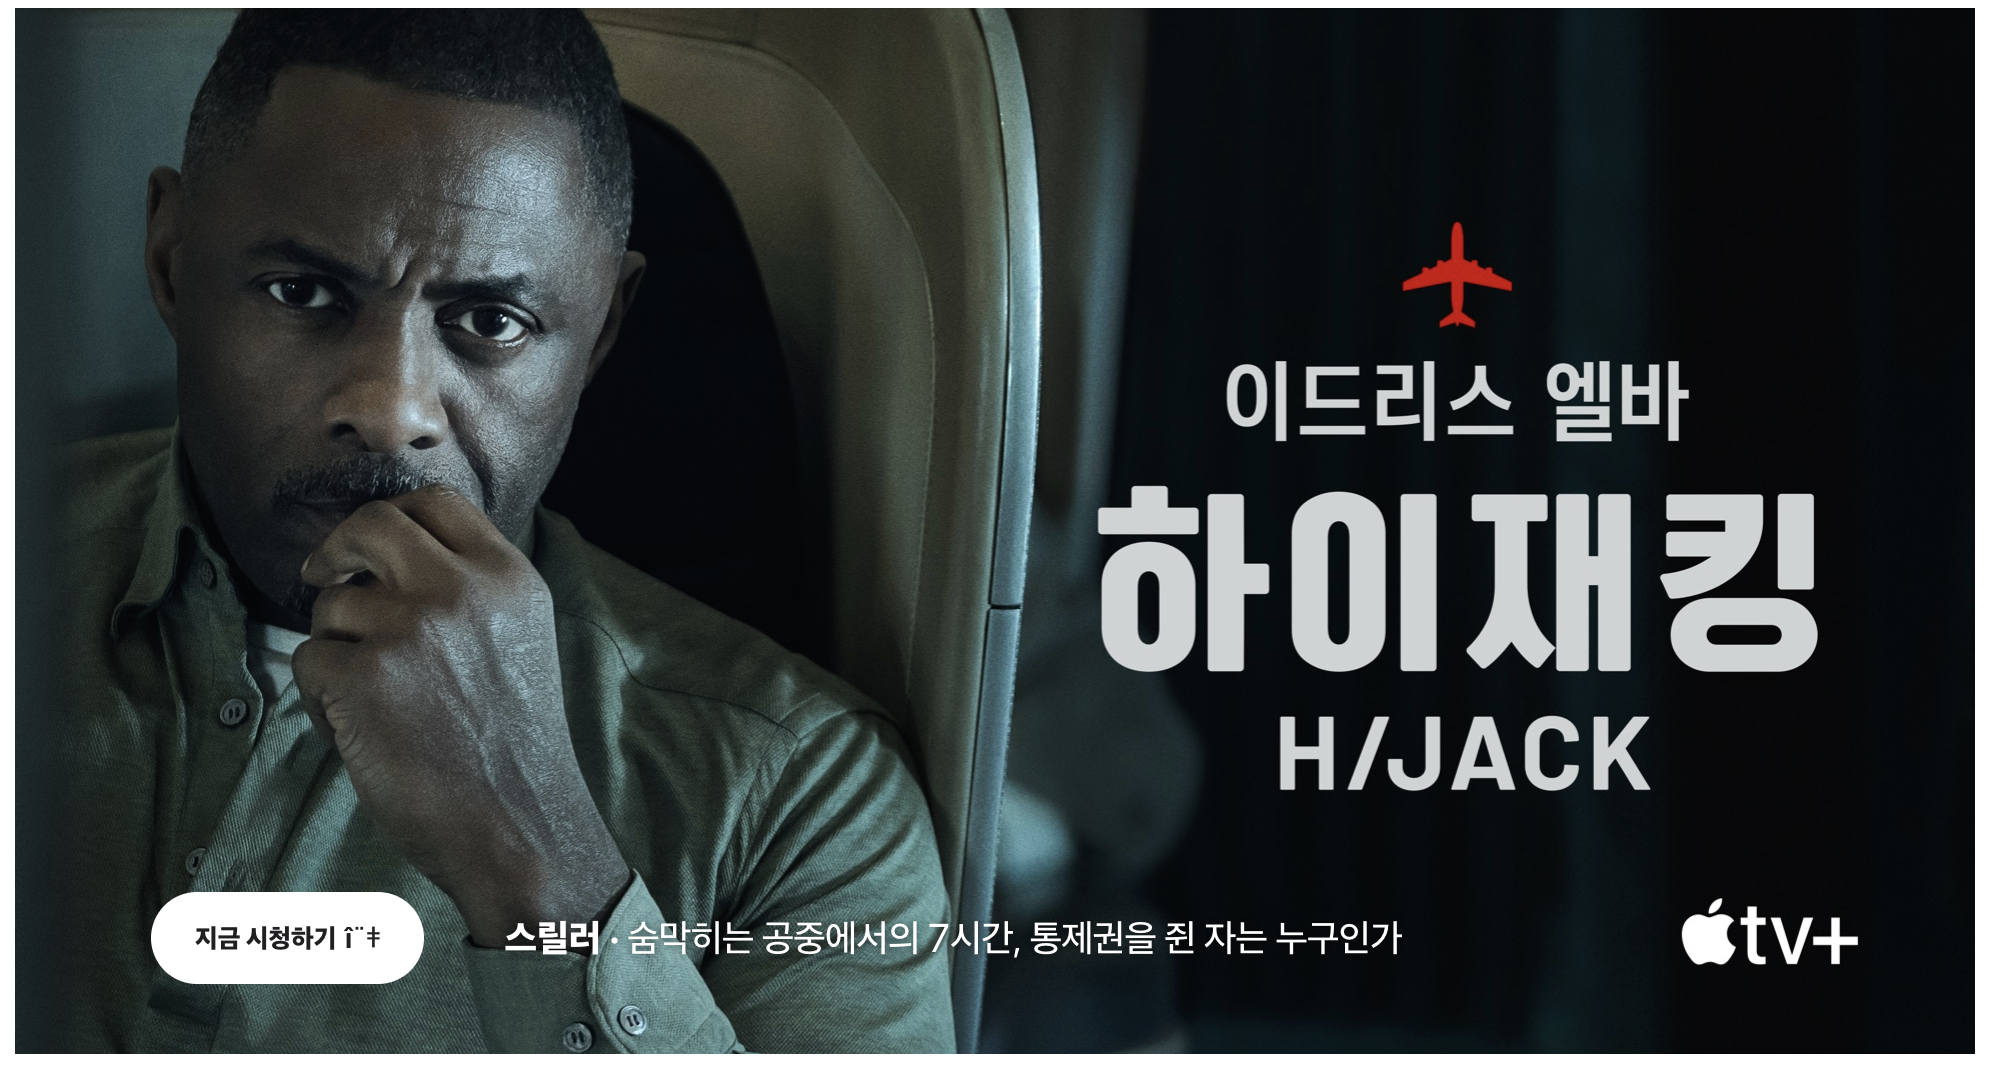 이드리스 엘바
하이재킹
H/JACK
지금 시청하기 î¨‡
스릴러 · 숨막히는 공중에서의 7시간, 통제권을 쥔 자는 누구인가
tv+